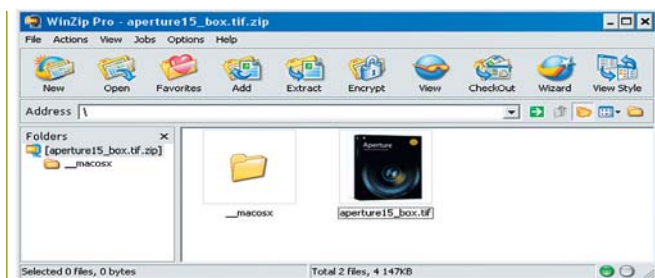 WinZip Pro - aperture15_box.tif.zip
File Actions View Jobs Options Help
New Open Favorites Add Extract Encrypt View CheckOut Wizard View Style
Address \
Folders
[aperture15_box.tif.zip]
__macosx
Aperture
__macosx
aperture15_box.tif
Selected 0 files, 0 bytes
Total 2 files, 4 147KB